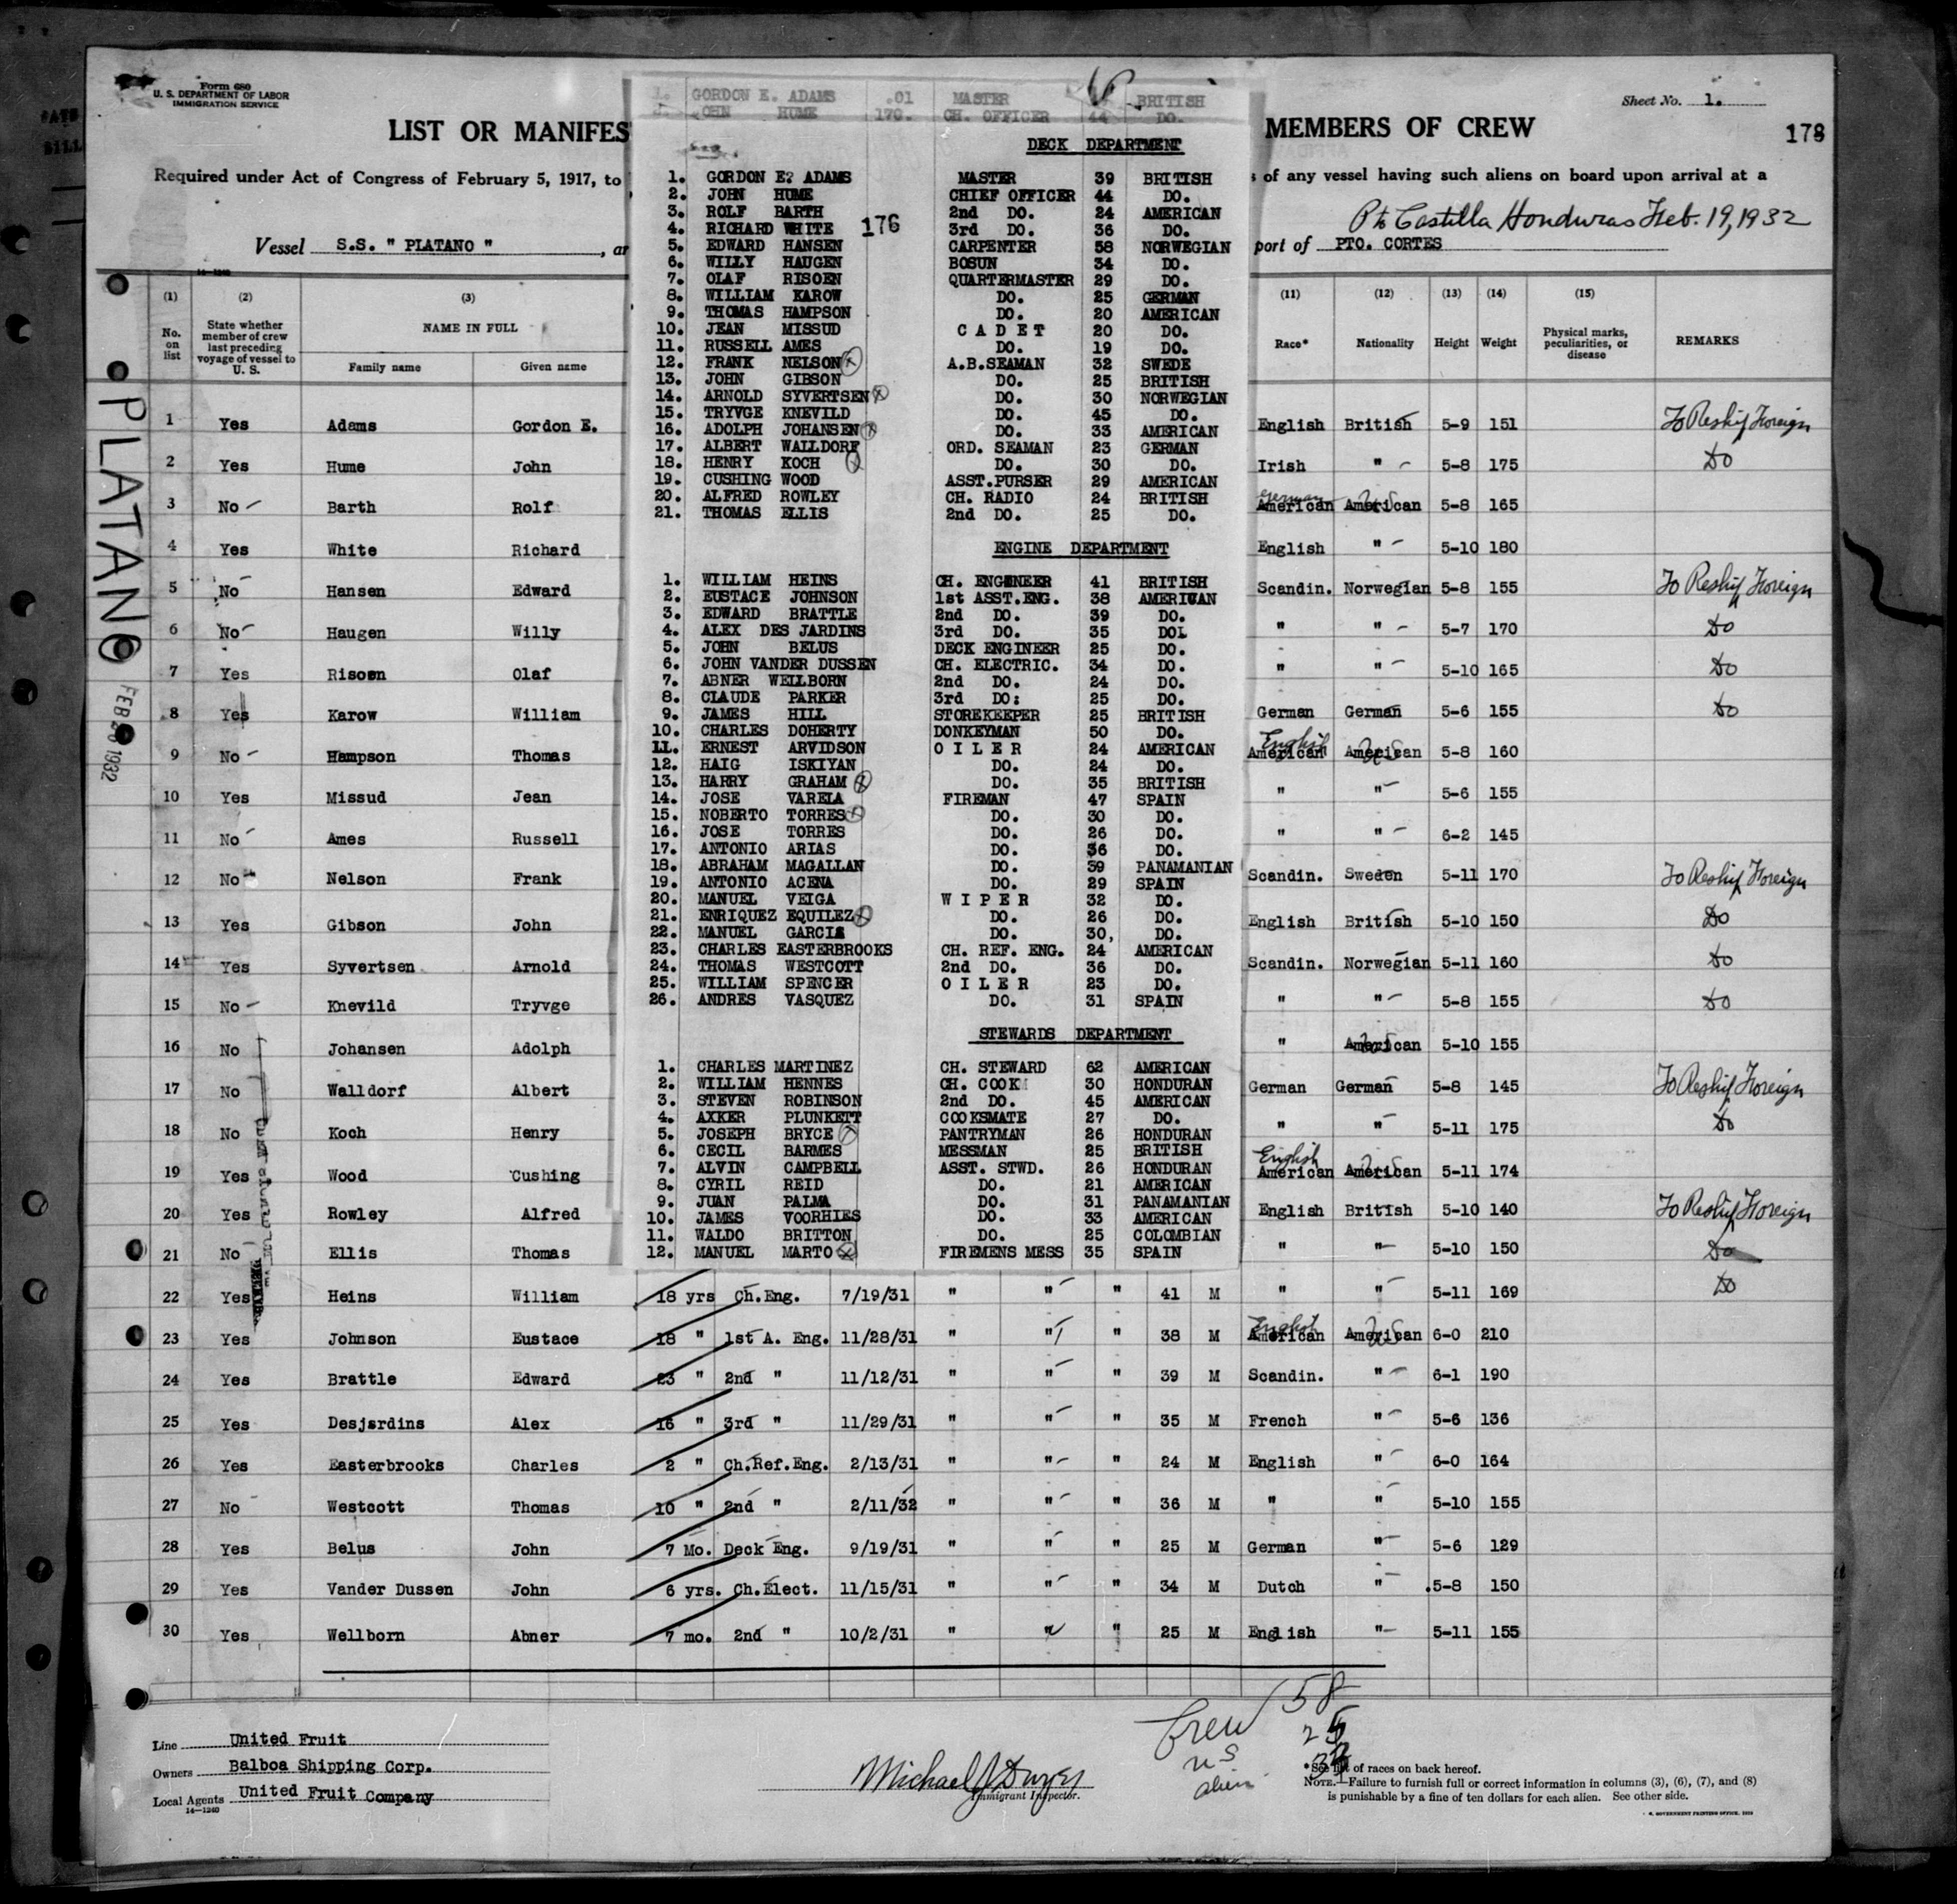 Form 680
U. S. DEPARTMENT OF LABOR
IMMIGRATION SERVICE
Sheet No. 1.
178
LIST OR MANIFES
MEMBERS OF CREW
Required under Act of Congress of February 5, 1917, to
of any vessel having such aliens on board upon arrival at a
Pto Castilla Honduras Feb. 19, 1932
Vessel S.S. " PLATANO "
port of PTO. CORTES
PLATANO
1932
GORDON E. ADAMS .01 MASTER BRITISH
OHN HUME 170. CH. OFFICER 44 DO.
DECK DEPARTMENT
1. GORDON E? ADAMS MASTER 39 BRITISH
2. JOHN HUME CHIEF OFFICER 44 DO.
3. ROLF BARTH 2nd DO. 24 AMERICAN
4. RICHARD WHITE 176 3rd DO. 36 DO.
5. EDWARD HANSEN CARPENTER 58 NORWEGIAN
6. WILLY HAUGEN BOSUN 34 DO.
7. OLAF RISOEN QUARTERMASTER 29 DO.
8. WILLIAM KAROW DO. 25 GERMAN
9. THOMAS HAMPSON DO. 20 AMERICAN
10. JEAN MISSUD C A D E T 20 DO.
11. RUSSELL AMES DO. 19 DO.
12. FRANK NELSON A.B.SEAMAN 32 SWEDE
13. JOHN GIBSON DO. 25 BRITISH
14. ARNOLD SYVERTSEN DO. 30 NORWEGIAN
15. TRYVGE KNEVILD DO. 45 DO.
16. ADOLPH JOHANSEN DO. 33 AMERICAN
17. ALBERT WALLDORF ORD. SEAMAN 23 GERMAN
18. HENRY KOCH DO. 30 DO.
19. CUSHING WOOD ASST.PURSER 29 AMERICAN
20. ALFRED ROWLEY CH. RADIO 24 BRITISH
21. THOMAS ELLIS 2nd DO. 25 DO.
ENGINE DEPARTMENT
1. WILLIAM HEINS CH. ENGINEER 41 BRITISH
2. EUSTACE JOHNSON 1st ASST.ENG. 38 AMERICAN
3. EDWARD BRATTLE 2nd DO. 39 DO.
4. ALEX DES JARDINS 3rd DO. 35 DOL
5. JOHN BELUS DECK ENGINEER 25 DO.
6. JOHN VANDER DUSSEN CH. ELECTRIC. 34 DO.
7. ABNER WELLBORN 2nd DO. 24 DO.
8. CLAUDE PARKER 3rd DO: 25 DO.
9. JAMES HILL STOREKEEPER 25 BRITISH
10. CHARLES DOHERTY DONKEYMAN 50 DO.
11. ERNEST ARVIDSON O I L E R 24 AMERICAN
12. HAIG ISKIYAN DO. 24 DO.
13. HARRY GRAHAM DO. 35 BRITISH
14. JOSE VARELA FIREMAN 47 SPAIN
15. NOBERTO TORRES DO. 30 DO.
16. JOSE TORRES DO. 26 DO.
17. ANTONIO ARIAS DO. 36 DO.
18. ABRAHAM MAGALLAN DO. 39 PANAMANIAN
19. ANTONIO ACENA DO. 29 SPAIN
20. MANUEL VEIGA W I P E R 32 DO.
21. ENRIQUEZ EQUILEZ DO. 26 DO.
22. MANUEL GARCIA DO. 30, DO.
23. CHARLES EASTERBROOKS CH. REF. ENG. 24 AMERICAN
24. THOMAS WESTCOTT 2nd DO. 36 DO.
25. WILLIAM SPENCER O I L E R 23 DO.
26. ANDRES VASQUEZ DO. 31 SPAIN
STEWARDS DEPARTMENT
1. CHARLES MARTINEZ CH. STEWARD 62 AMERICAN
2. WILLIAM HENNES CH. COOK 30 HONDURAN
3. STEVEN ROBINSON 2nd DO. 45 AMERICAN
4. AXKER PLUNKETT COOKSMATE 27 DO.
5. JOSEPH BRYCE PANTRYMAN 26 HONDURAN
6. CECIL BARMES MESSMAN 25 BRITISH
7. ALVIN CAMPBELL ASST. STWD. 26 HONDURAN
8. CYRIL REID DO. 21 AMERICAN
9. JUAN PALMA DO. 31 PANAMANIAN
10. JAMES VOORHIES DO. 33 AMERICAN
11. WALDO BRITTON DO. 25 COLOMBIAN
12. MANUEL MARTO FIREMENS MESS 35 SPAIN
(1) (2) (3) (11) (12) (13) (14) (15)
No. on list
State whether member of crew last preceding voyage of vessel to U. S.
NAME IN FULL
Family name Given name
Race* Nationality Height Weight
Physical marks, peculiarities, or disease
REMARKS
1 Yes Adams Gordon E. English British 5-9 151 To Reship Foreign
2 Yes Hume John Irish " 5-8 175 Do
3 No Barth Rolf German American American 5-8 165
4 Yes White Richard English " 5-10 180
5 No Hansen Edward Scandin. Norwegian 5-8 155 To Reship Foreign
6 No Haugen Willy " " 5-7 170 Do
7 Yes Risoen Olaf " " 5-10 165 Do
8 Yes Karow William German German 5-6 155 Do
9 No Hampson Thomas English American American 5-8 160
10 Yes Missud Jean " " 5-6 155
11 No Ames Russell " " 6-2 145
12 No Nelson Frank Scandin. Sweden 5-11 170 To Reship Foreign
13 Yes Gibson John English British 5-10 150 Do
14 Yes Syvertsen Arnold Scandin. Norwegian 5-11 160 Do
15 No Knevild Tryvge " " 5-8 155 Do
16 No Johansen Adolph " American 5-10 155
17 No Walldorf Albert German German 5-8 145 To Reship Foreign
18 No Koch Henry " " 5-11 175 Do
19 Yes Wood Cushing English American American 5-11 174
20 Yes Rowley Alfred English British 5-10 140 To Reship Foreign
21 No Ellis Thomas " " 5-10 150 Do
22 Yes Heins William 18 yrs Ch.Eng. 7/19/31 " " " 41 M " " 5-11 169 Do
23 Yes Johnson Eustace 18 " 1st A. Eng. 11/28/31 " " " 38 M English American American 6-0 210
24 Yes Brattle Edward 23 " 2nd " 11/12/31 " " " 39 M Scandin. " 6-1 190
25 Yes Desjardins Alex 16 " 3rd " 11/29/31 " " " 35 M French " 5-6 136
26 Yes Easterbrooks Charles 2 " Ch.Ref.Eng. 2/13/31 " " " 24 M English " 6-0 164
27 No Westcott Thomas 10 " 2nd " 2/11/32 " " " 36 M " " 5-10 155
28 Yes Belus John 7 Mo. Deck Eng. 9/19/31 " " " 25 M German " 5-6 129
29 Yes Vander Dussen John 6 yrs. Ch.Elect. 11/15/31 " " " 34 M Dutch " 5-8 150
30 Yes Wellborn Abner 7 mo. 2nd " 10/2/31 " " " 25 M English " 5-11 155
Crew 58
US 25
alien
Line United Fruit
Owners Balboa Shipping Corp.
Local Agents United Fruit Company
14—1240
Michael J Dwyer
Immigrant Inspector.
* See list of races on back hereof.
NOTE.—Failure to furnish full or correct information in columns (3), (6), (7), and (8)
is punishable by a fine of ten dollars for each alien. See other side.
U. S. GOVERNMENT PRINTING OFFICE